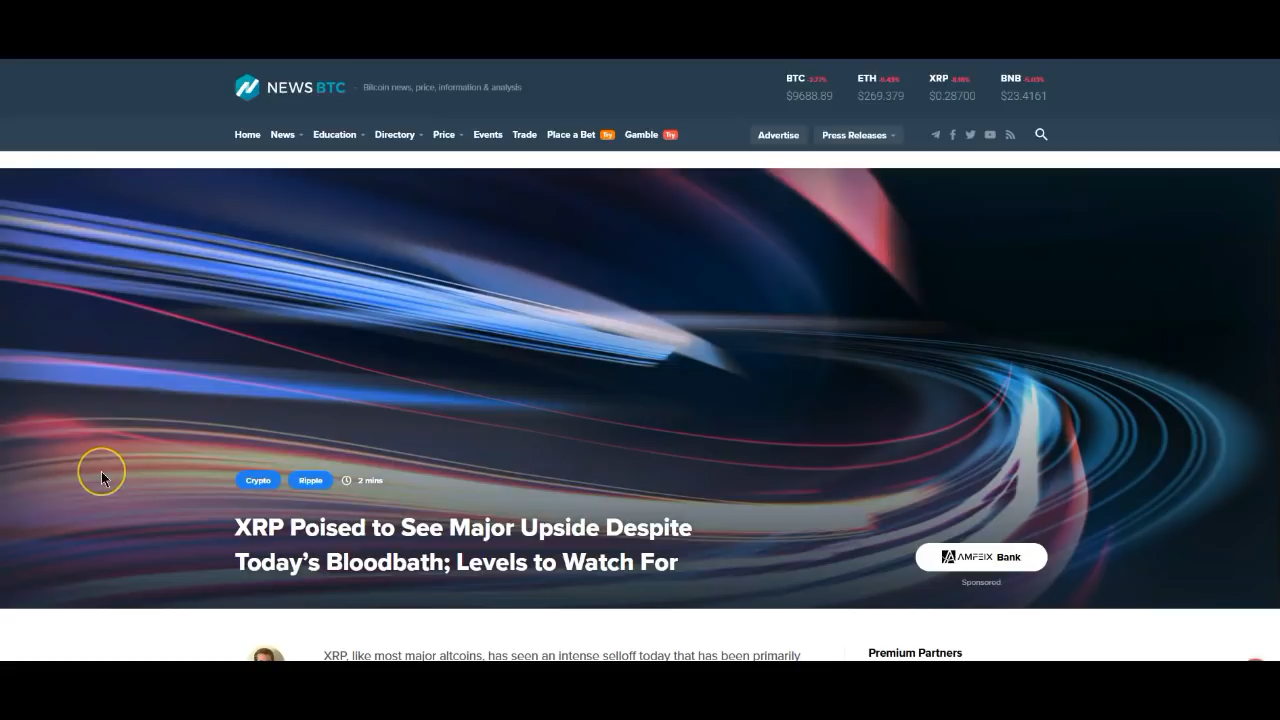 NEWS BTC Bitcoin news, price, information & analysis
BTC ETH XRP BNB
$9688.89 $269.379 $0.28700 $23.4161
Home News Education Directory Price Events Trade Place a Bet Try Gamble Try Advertise Press Releases
Crypto Ripple 2 mins
XRP Poised to See Major Upside Despite
Today’s Bloodbath; Levels to Watch For
AMFEIX Bank
Sponsored
XRP, like most major altcoins, has seen an intense selloff today that has been primarily
Premium Partners